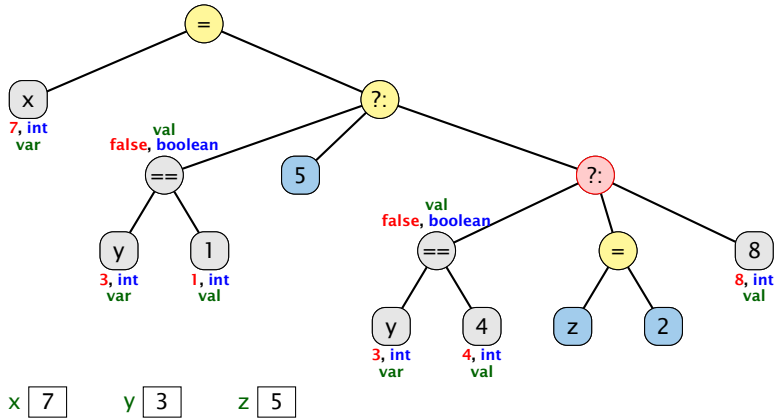 =
x
7, int
var
?:
val
false, boolean
==
5
?:
y
3, int
var
1
1, int
val
val
false, boolean
==
=
8
8, int
val
y
3, int
var
4
4, int
val
z
2
x 7 y 3 z 5